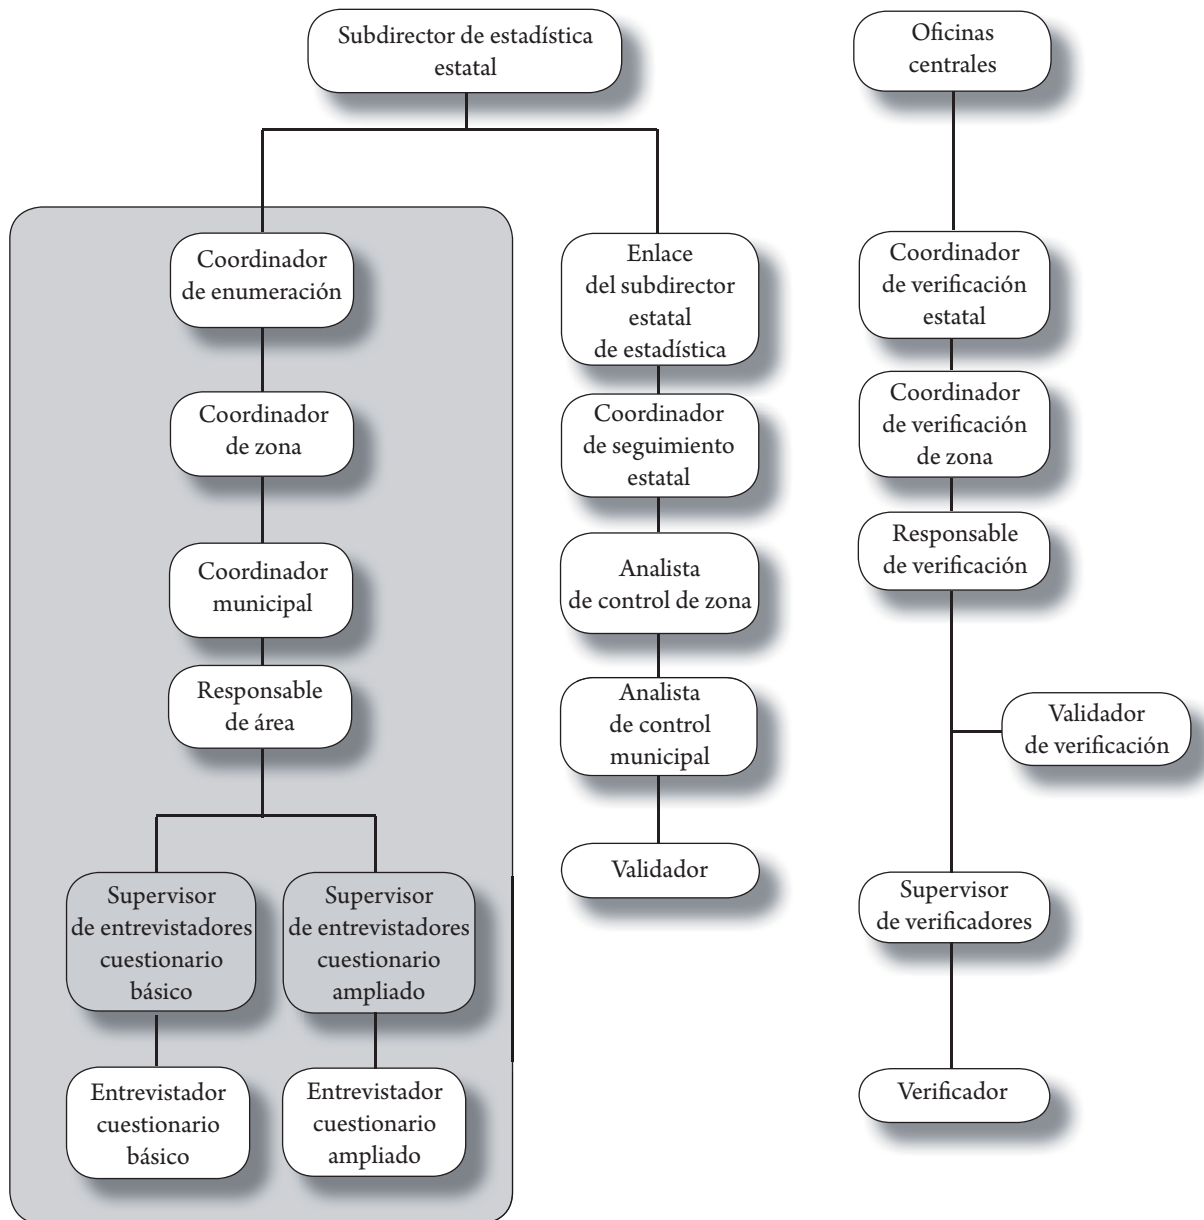 Subdirector de estadística
estatal
Oficinas
centrales
Coordinador
de enumeración
Enlace
del subdirector
estatal
de estadística
Coordinador
de verificación
estatal
Coordinador
de zona
Coordinador
de seguimiento
estatal
Coordinador
de verificación
de zona
Coordinador
municipal
Analista
de control de zona
Responsable
de verificación
Responsable
de área
Analista
de control
municipal
Validador
de verificación
Supervisor
de entrevistadores
cuestionario
básico
Supervisor
de entrevistadores
cuestionario
ampliado
Validador
Supervisor
de verificadores
Entrevistador
cuestionario
básico
Entrevistador
cuestionario
ampliado
Verificador